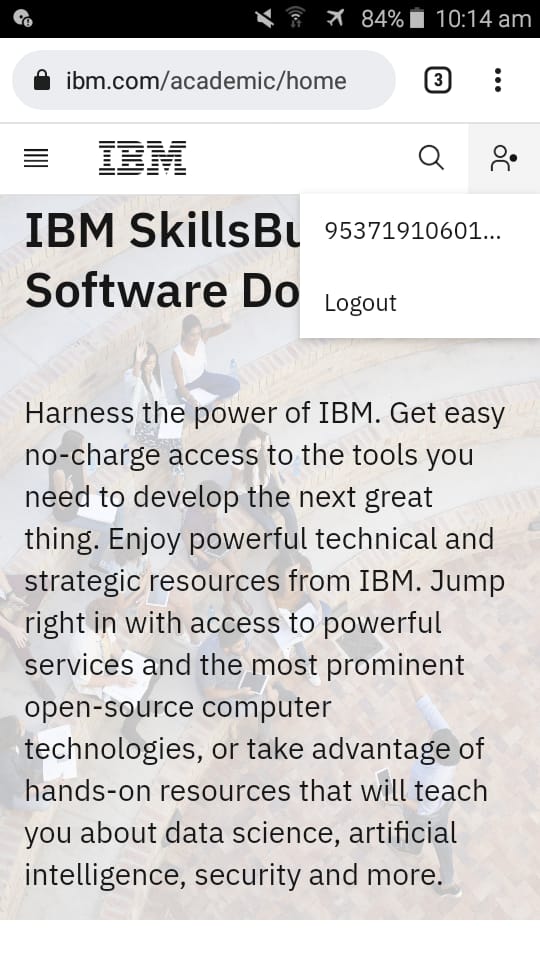 84% 10:14 am
ibm.com/academic/home
3
IBM
IBM SkillsBu
95371910601...
Software Do
Logout
Harness the power of IBM. Get easy
no-charge access to the tools you
need to develop the next great
thing. Enjoy powerful technical and
strategic resources from IBM. Jump
right in with access to powerful
services and the most prominent
open-source computer
technologies, or take advantage of
hands-on resources that will teach
you about data science, artificial
intelligence, security and more.